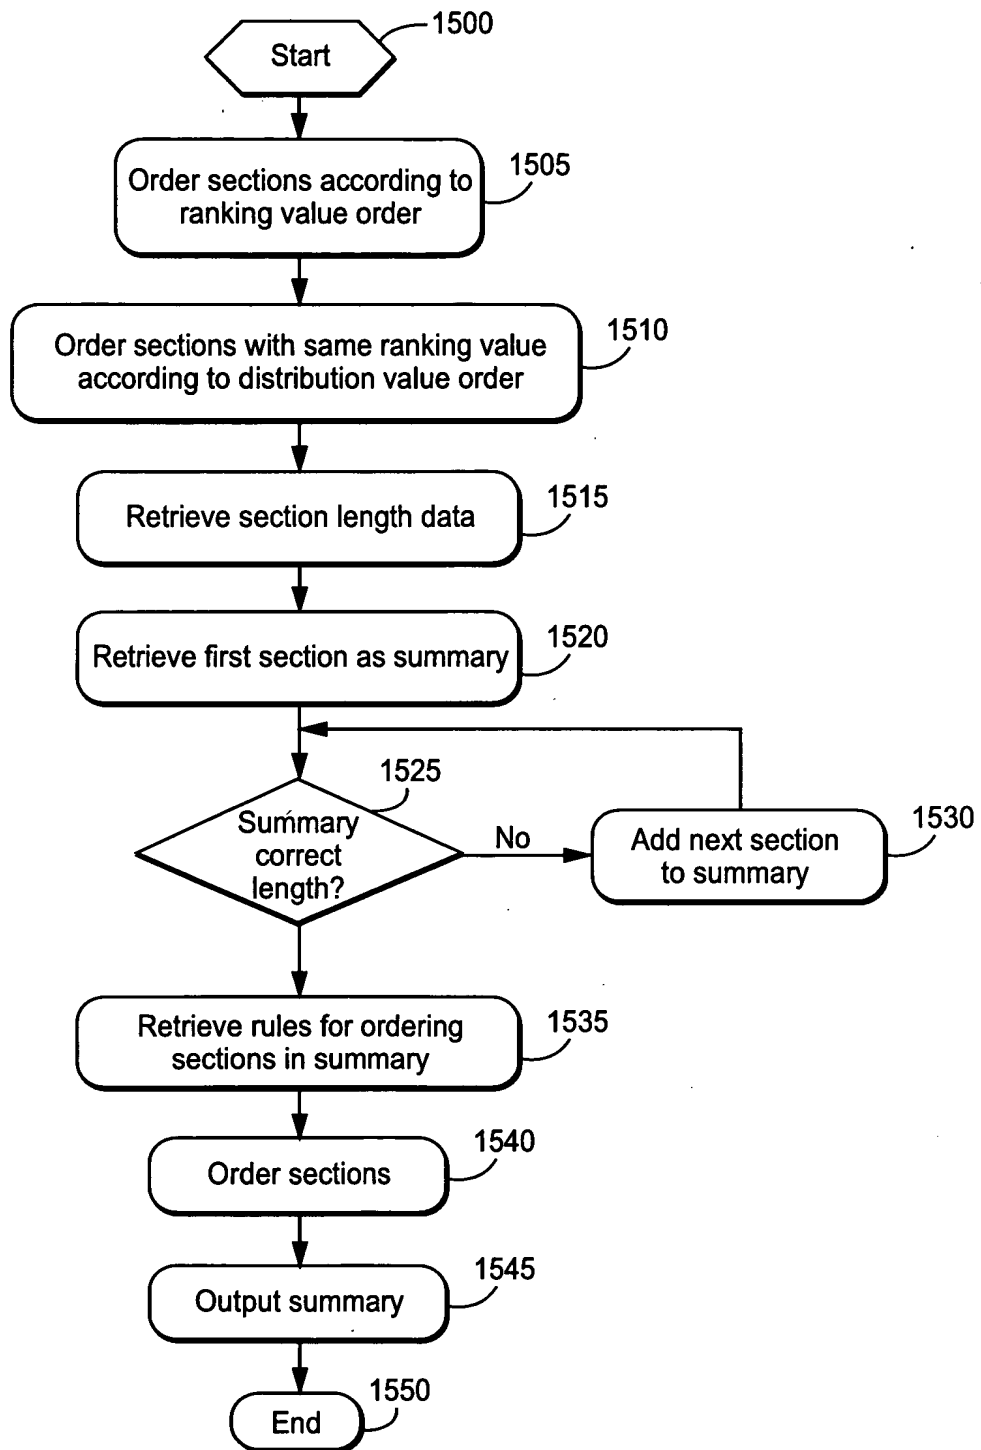 1500
Start
1505
Order sections according to
ranking value order
1510
Order sections with same ranking value
according to distribution value order
1515
Retrieve section length data
1520
Retrieve first section as summary
1525
Summary
correct
length?
No
1530
Add next section
to summary
1535
Retrieve rules for ordering
sections in summary
1540
Order sections
1545
Output summary
1550
End